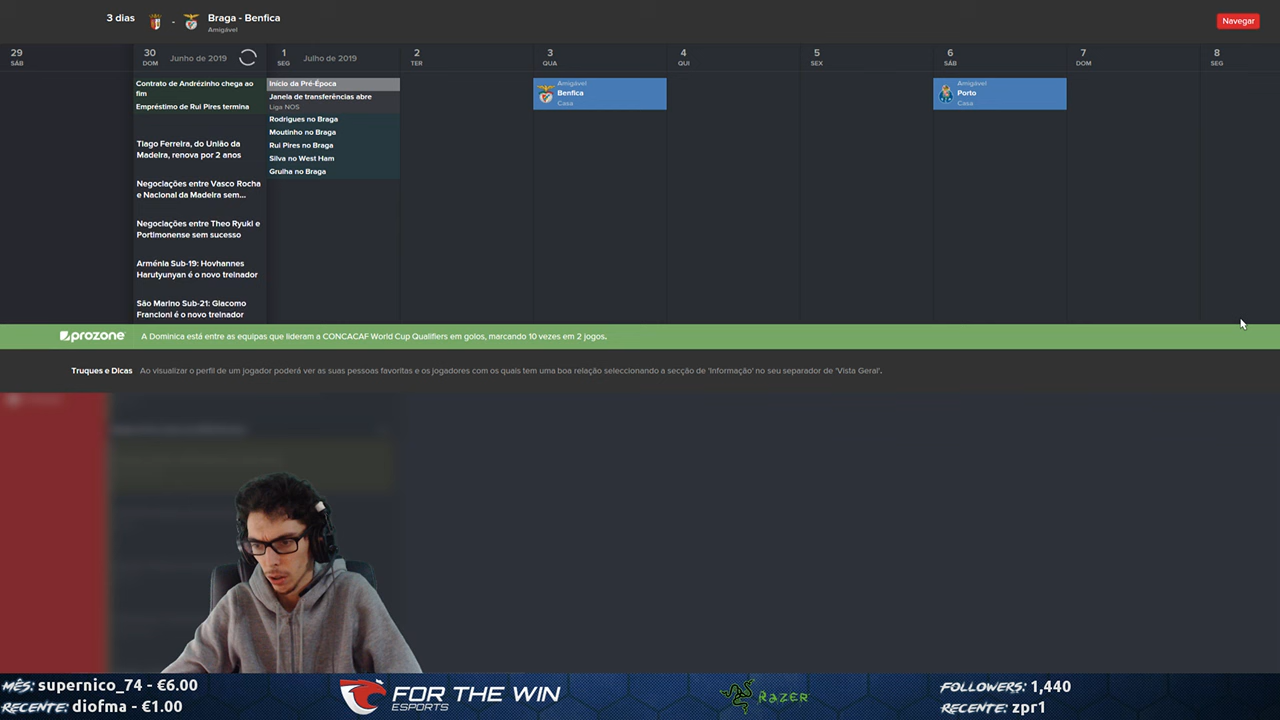 3 dias
Braga - Benfica
Amigável
Navegar
29
SÁB
30
DOM
Junho de 2019
1
SEG
Julho de 2019
2
TER
3
QUA
4
QUI
5
SEX
6
SÁB
7
DOM
8
SEG
Contrato de Andrézinho chega ao
fim
Empréstimo de Rui Pires termina
Tiago Ferreira, do União da
Madeira, renova por 2 anos
Negociações entre Vasco Rocha
e Nacional da Madeira sem...
Negociações entre Theo Ryuki e
Portimonense sem sucesso
Arménia Sub-19: Hovhannes
Harutyunyan é o novo treinador
São Marino Sub-21: Giacomo
Francioni é o novo treinador
Início da Pré-Época
Janela de transferências abre
Liga NOS
Rodrigues no Braga
Moutinho no Braga
Rui Pires no Braga
Silva no West Ham
Grulha no Braga
Amigável
Benfica
Casa
Amigável
Porto
Casa
prozone
A Dominica está entre as equipas que lideram a CONCACAF World Cup Qualifiers em golos, marcando 10 vezes em 2 jogos.
Truques e Dicas
Ao visualizar o perfil de um jogador poderá ver as suas pessoas favoritas e os jogadores com os quais tem uma boa relação seleccionando a secção de 'Informação' no seu separador de 'Vista Geral'.
MÊS: supernico_74 - €6.00
RECENTE: diofma - €1.00
FOR THE WIN
ESPORTS
RAZER
FOLLOWERS: 1,440
RECENTE: zpr1